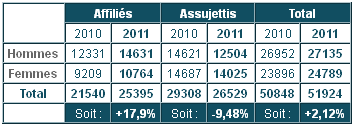 Affiliés Assujettis Total
2010 2011 2010 2011 2010 2011
Hommes 12331 14631 14621 12504 26952 27135
Femmes 9209 10764 14687 14025 23896 24789
Total 21540 25395 29308 26529 50848 51924
Soit : +17,9% Soit : -9,48% Soit : +2,12%